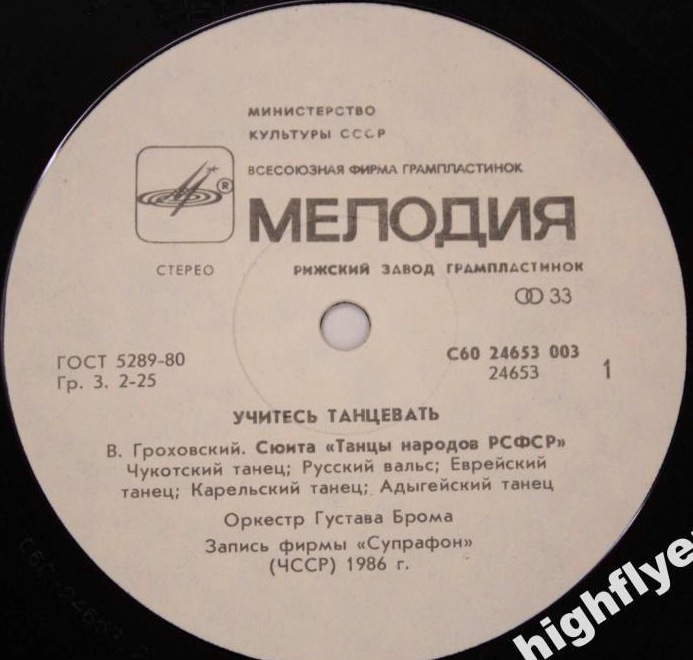 МИНИСТЕРСТВО
КУЛЬТУРЫ СССР
ВСЕСОЮЗНАЯ ФИРМА ГРАМПЛАСТИНОК
®
МЕЛОДИЯ
СТЕРЕО
РИЖСКИЙ ЗАВОД ГРАМПЛАСТИНОК
33
ГОСТ 5289-80
Гр. 3. 2-25
С60 24653 003
24653
1
УЧИТЕСЬ ТАНЦЕВАТЬ
В. Гроховский. Сюита «Танцы народов РСФСР»
Чукотский танец; Русский вальс; Еврейский
танец; Карельский танец; Адыгейский танец
Оркестр Густава Брома
Запись фирмы «Супрафон»
(ЧССР) 1986 г.